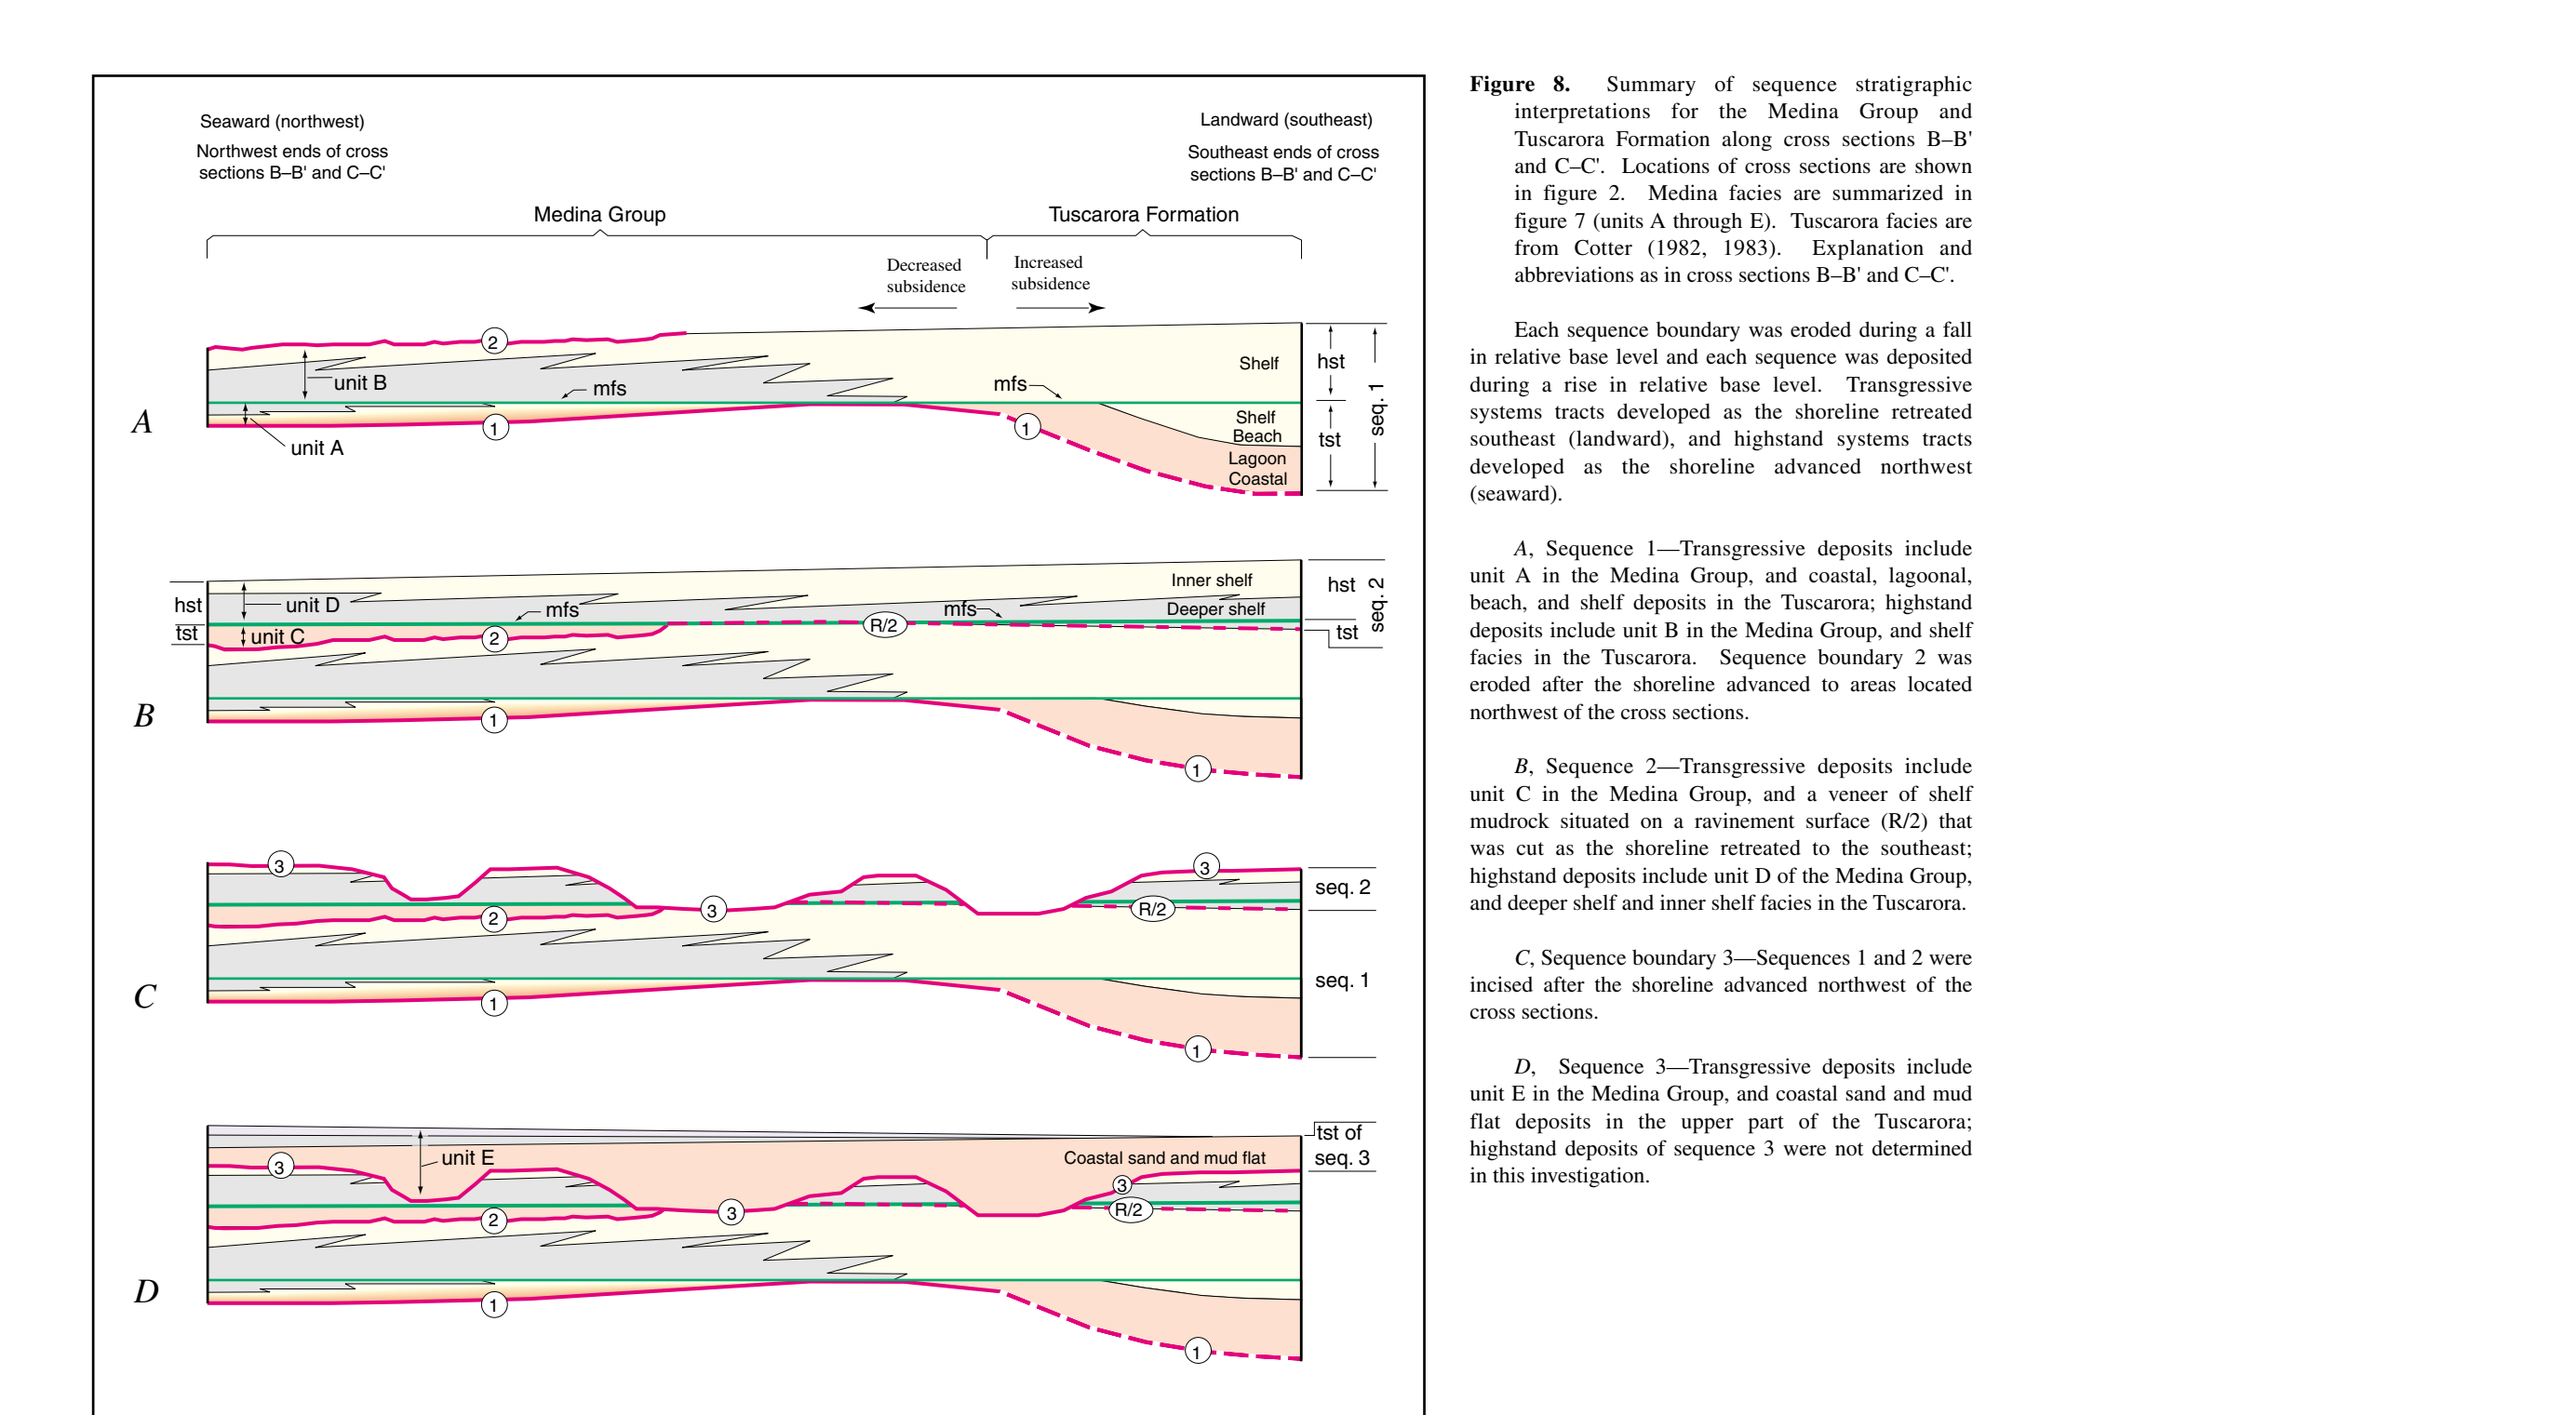 Seaward (northwest)
Northwest ends of cross
sections B–B' and C–C'
Landward (southeast)
Southeast ends of cross
sections B–B' and C–C'
Medina Group
Tuscarora Formation
Decreased
subsidence
Increased
subsidence
A
2
unit B
mfs
mfs
1
1
unit A
Shelf
Shelf
Beach
Lagoon
Coastal
hst
tst
seq. 1
B
hst
tst
unit D
mfs
unit C
2
R/2
mfs
Inner shelf
Deeper shelf
hst
tst
seq. 2
1
1
C
3
2
3
3
R/2
seq. 2
seq. 1
1
1
D
unit E
3
2
3
Coastal sand and mud flat
3
R/2
tst of
seq. 3
1
1
Figure 8. Summary of sequence stratigraphic
interpretations for the Medina Group and
Tuscarora Formation along cross sections B–B'
and C–C'. Locations of cross sections are shown
in figure 2. Medina facies are summarized in
figure 7 (units A through E). Tuscarora facies are
from Cotter (1982, 1983). Explanation and
abbreviations as in cross sections B–B' and C–C'.
Each sequence boundary was eroded during a fall
in relative base level and each sequence was deposited
during a rise in relative base level. Transgressive
systems tracts developed as the shoreline retreated
southeast (landward), and highstand systems tracts
developed as the shoreline advanced northwest
(seaward).
A, Sequence 1—Transgressive deposits include
unit A in the Medina Group, and coastal, lagoonal,
beach, and shelf deposits in the Tuscarora; highstand
deposits include unit B in the Medina Group, and shelf
facies in the Tuscarora. Sequence boundary 2 was
eroded after the shoreline advanced to areas located
northwest of the cross sections.
B, Sequence 2—Transgressive deposits include
unit C in the Medina Group, and a veneer of shelf
mudrock situated on a ravinement surface (R/2) that
was cut as the shoreline retreated to the southeast;
highstand deposits include unit D of the Medina Group,
and deeper shelf and inner shelf facies in the Tuscarora.
C, Sequence boundary 3—Sequences 1 and 2 were
incised after the shoreline advanced northwest of the
cross sections.
D, Sequence 3—Transgressive deposits include
unit E in the Medina Group, and coastal sand and mud
flat deposits in the upper part of the Tuscarora;
highstand deposits of sequence 3 were not determined
in this investigation.